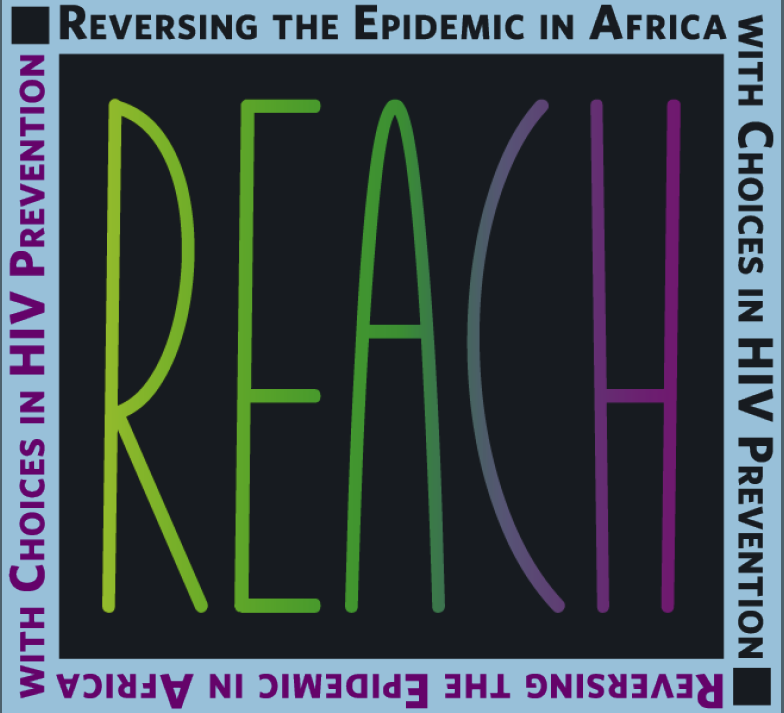 Reversing the Epidemic in Africa
with Choices in HIV Prevention
REACH
Reversing the Epidemic in Africa
with Choices in HIV Prevention